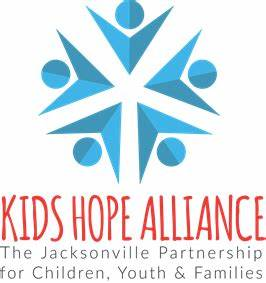 KIDS HOPE ALLIANCE
The Jacksonville Partnership
for Children, Youth & Families